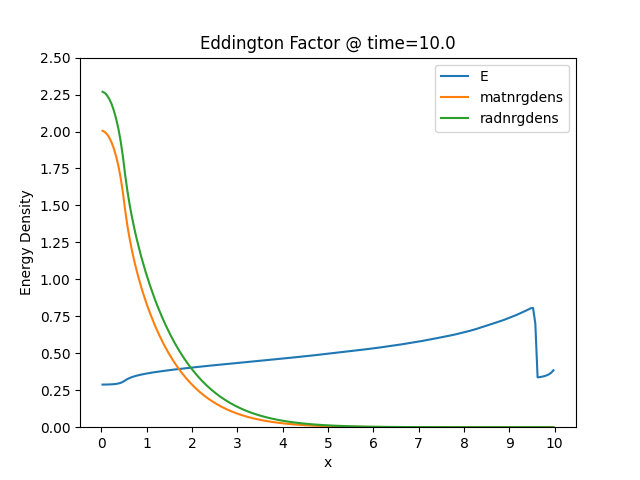 Eddington Factor @ time=10.0
2.50
2.25
2.00
1.75
1.50
1.25
1.00
0.75
0.50
0.25
0.00
Energy Density
E
matnrgdens
radnrgdens
0 1 2 3 4 5 6 7 8 9 10
x